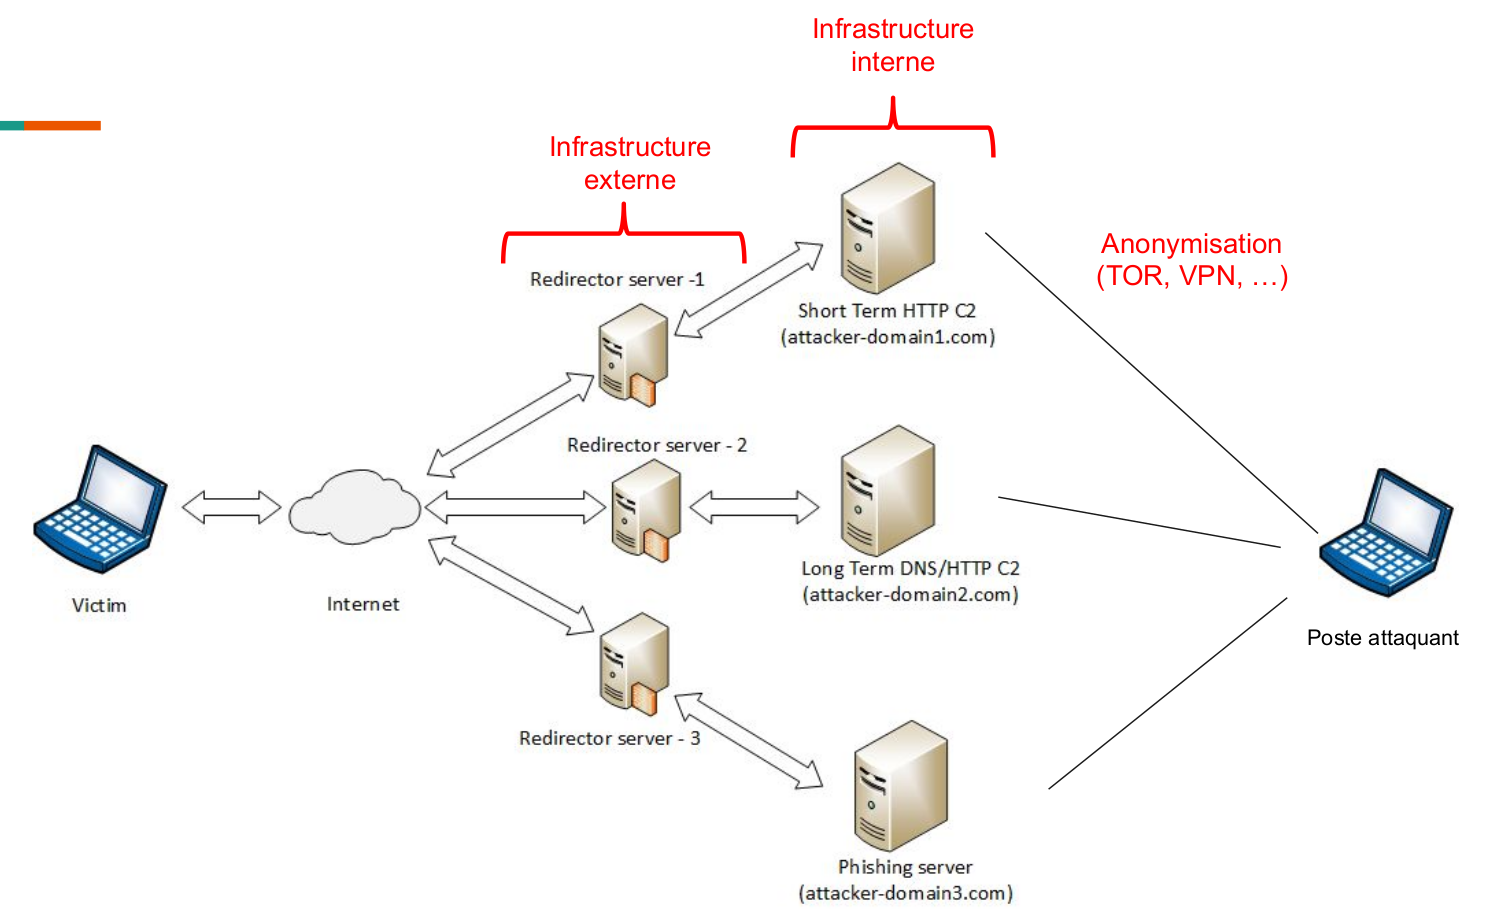 Infrastructure
interne
Infrastructure
externe
Redirector server -1
Short Term HTTP C2
(attacker-domain1.com)
Anonymisation
(TOR, VPN, …)
Redirector server - 2
Long Term DNS/HTTP C2
(attacker-domain2.com)
Victim
Internet
Poste attaquant
Redirector server - 3
Phishing server
(attacker-domain3.com)